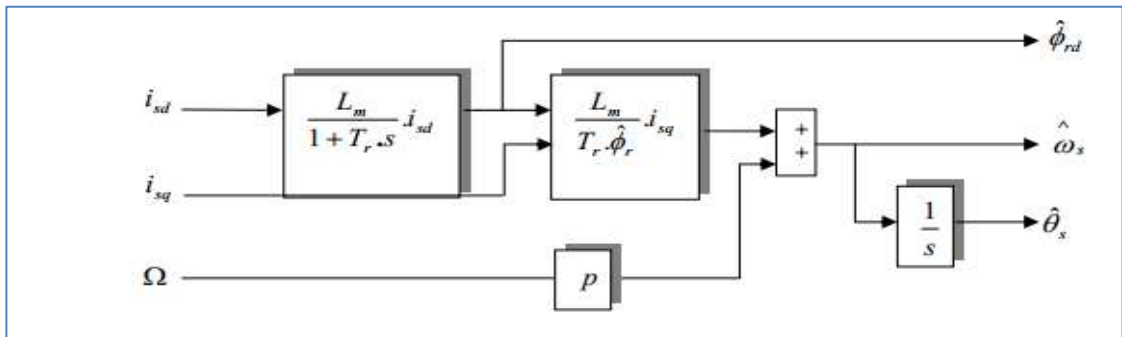 φ̂_rd
i_sd
L_m / (1 + T_r.s) .i_sd
L_m / (T_r.φ̂_r) .i_sq
+
+
ω̂_s
i_sq
1/s
θ̂_s
Ω
p